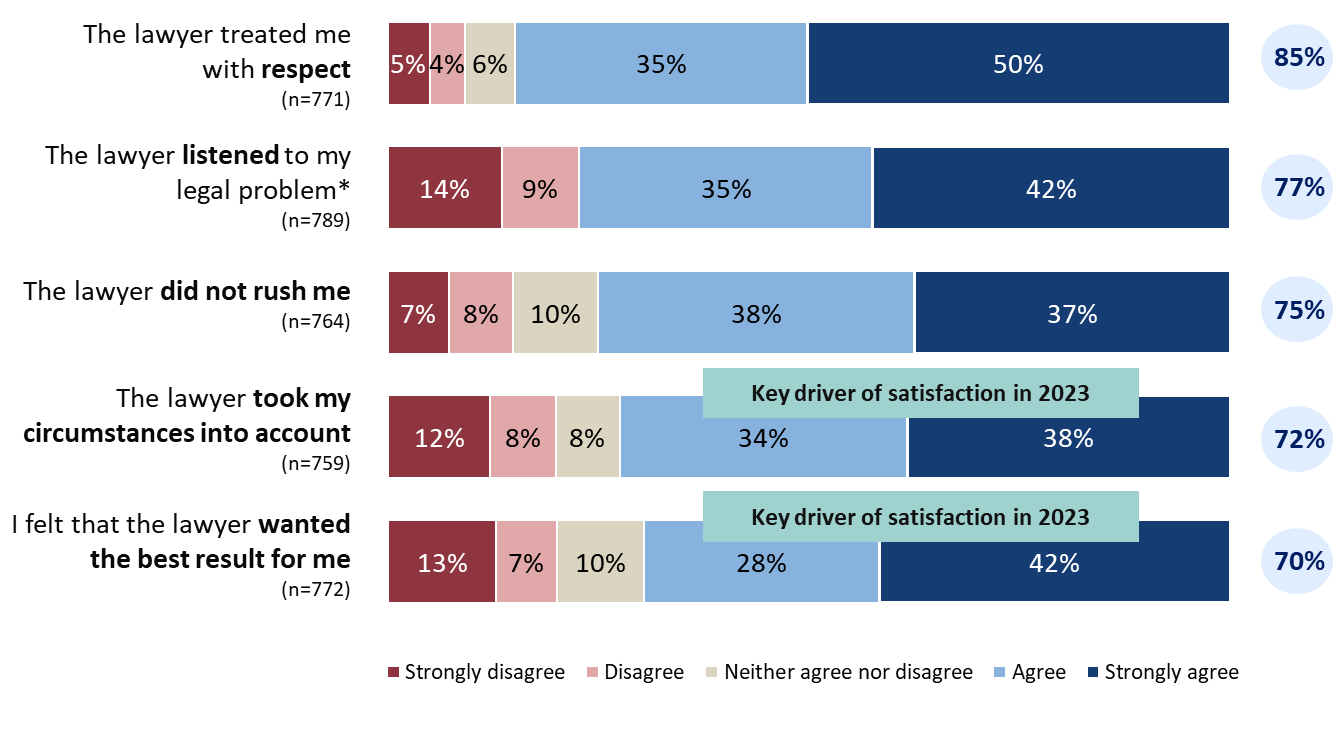 The lawyer treated me
with respect
(n=771)
5% 4% 6% 35% 50% 85%
The lawyer listened to my
legal problem*
(n=789)
14% 9% 35% 42% 77%
The lawyer did not rush me
(n=764)
7% 8% 10% 38% 37% 75%
Key driver of satisfaction in 2023
The lawyer took my
circumstances into account
(n=759)
12% 8% 8% 34% 38% 72%
Key driver of satisfaction in 2023
I felt that the lawyer wanted
the best result for me
(n=772)
13% 7% 10% 28% 42% 70%
Strongly disagree Disagree Neither agree nor disagree Agree Strongly agree